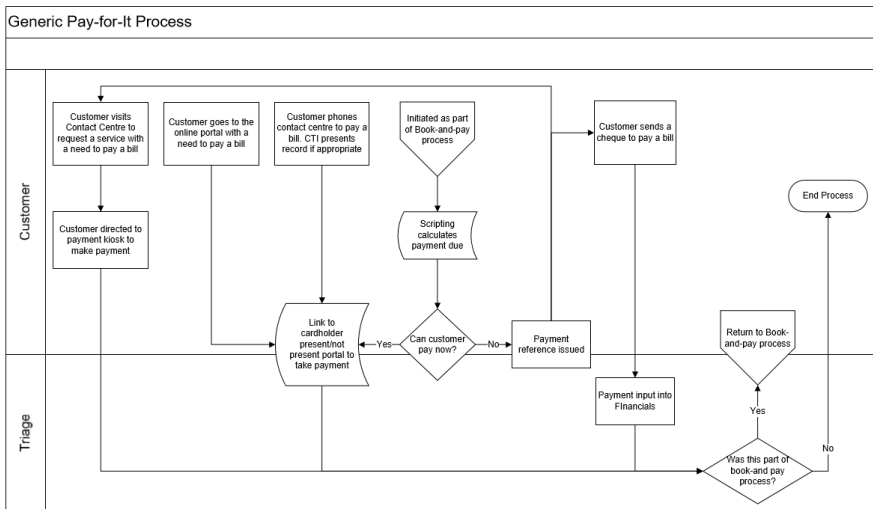 Generic Pay-for-It Process
Customer
Customer visits
Contact Centre to
request a service with
a need to pay a bill
Customer goes to the
online portal with a
need to pay a bill
Customer phones
contact centre to pay a
bill. CTI presents
record if appropriate
Initiated as part
of Book-and-pay
process
Customer sends a
cheque to pay a bill
End Process
Customer directed to
payment kiosk to
make payment
Scripting
calculates
payment due
Link to
cardholder
present/not
present portal to
take payment
Yes
Can customer
pay now?
No
Payment
reference issued
Return to Book-
and-pay process
Triage
Payment input into
FInancials
Yes
No
Was this part of
book-and pay
process?